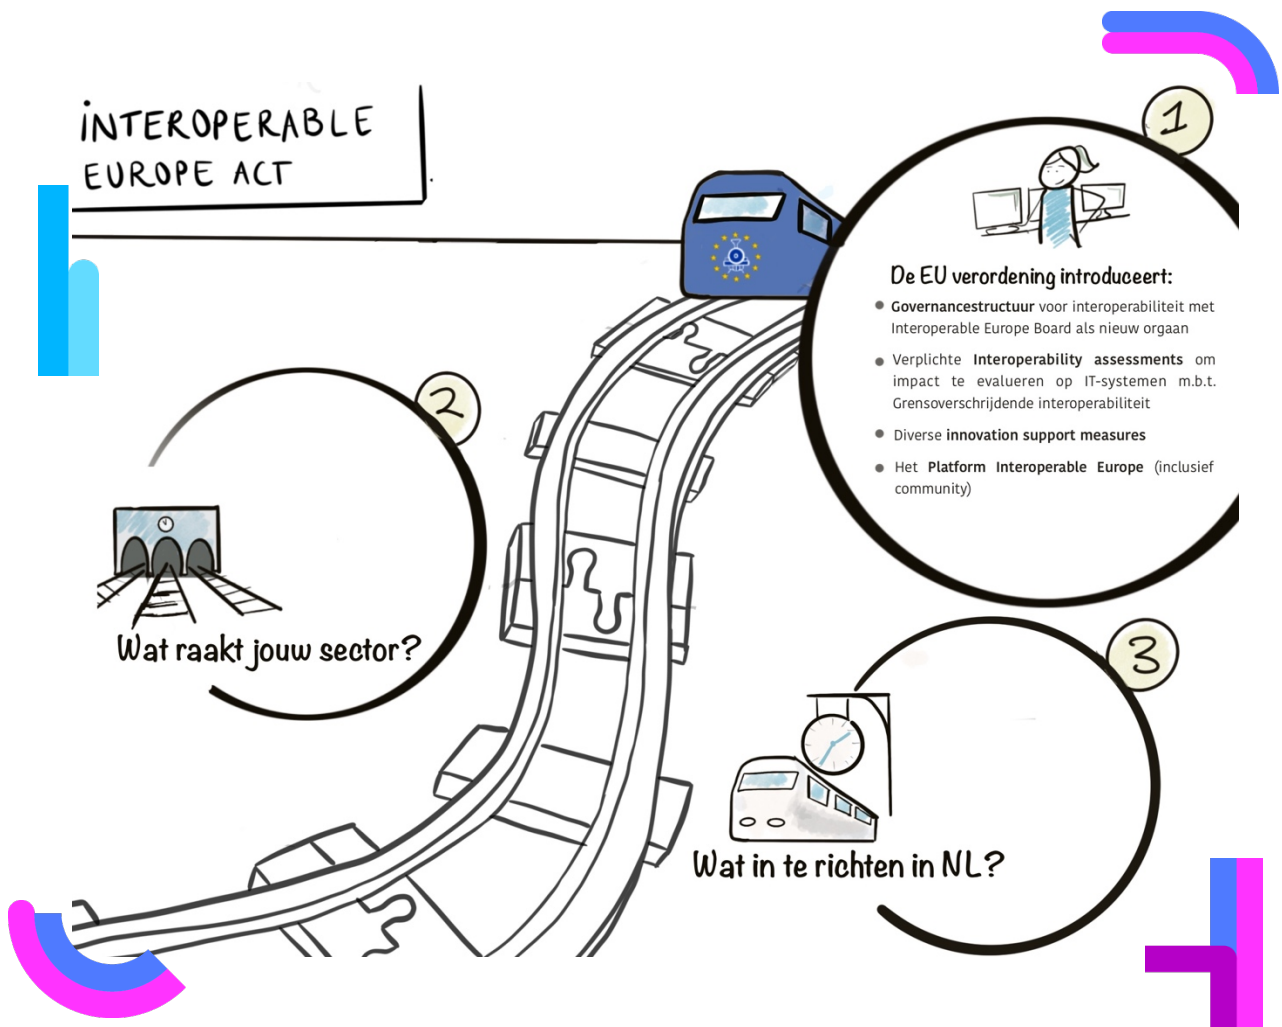 iNTEROPERABLE
EUROPE ACT
1
De EU verordening introduceert:
Governancestructuur voor interoperabiliteit met
Interoperable Europe Board als nieuw orgaan
Verplichte Interoperability assessments om
impact te evalueren op IT-systemen m.b.t.
Grensoverschrijdende interoperabiliteit
Diverse innovation support measures
Het Platform Interoperable Europe (inclusief
community)
2
Wat raakt jouw sector?
3
Wat in te richten in NL?